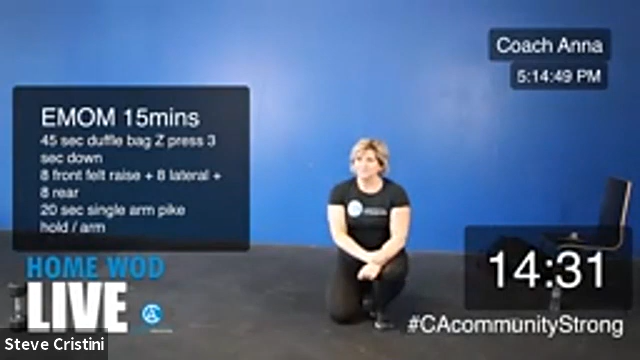 Coach Anna
5:14:49 PM
EMOM 15mins
45 sec duffle bag Z press 3
sec down
8 front felt raise + 8 lateral +
8 rear
20 sec single arm pike
hold / arm
14:31
HOME WOD
LIVE
CA
#CAcommunityStrong
Steve Cristini